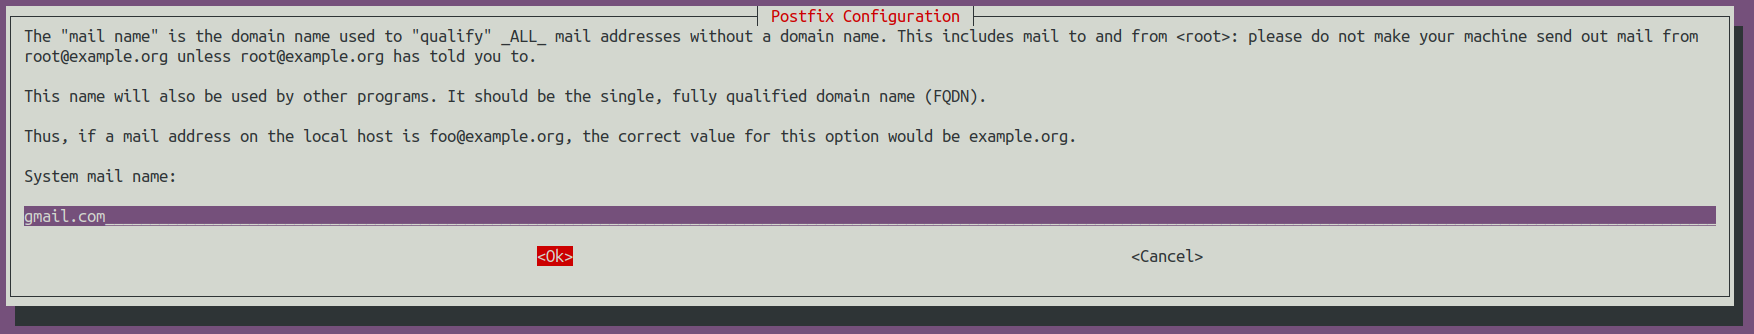 Postfix Configuration
The "mail name" is the domain name used to "qualify" _ALL_ mail addresses without a domain name. This includes mail to and from <root>: please do not make your machine send out mail from
root@example.org unless root@example.org has told you to.
This name will also be used by other programs. It should be the single, fully qualified domain name (FQDN).
Thus, if a mail address on the local host is foo@example.org, the correct value for this option would be example.org.
System mail name:
gmail.com
<Ok> <Cancel>